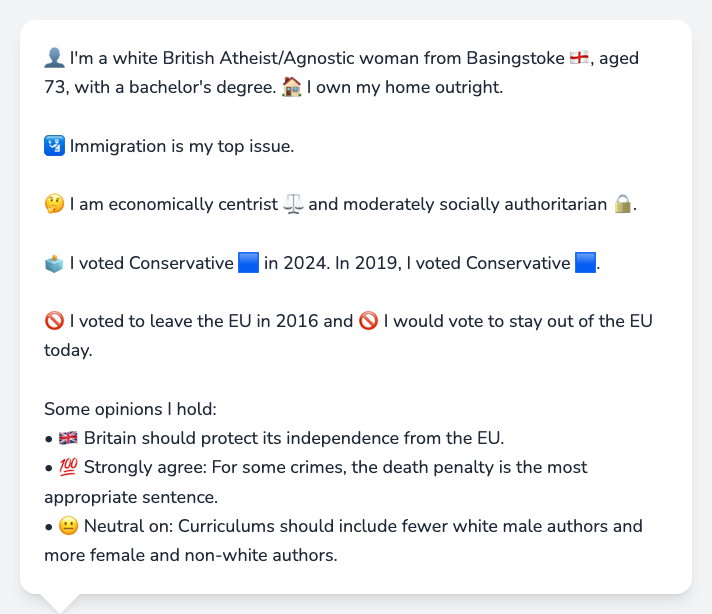 👤 I'm a white British Atheist/Agnostic woman from Basingstoke 🏴󠁧󠁢󠁥󠁮󠁧󠁿, aged
73, with a bachelor's degree. 🏠 I own my home outright.
🛂 Immigration is my top issue.
🤔 I am economically centrist ⚖️ and moderately socially authoritarian 🔒.
🗳️ I voted Conservative 🟦 in 2024. In 2019, I voted Conservative 🟦.
🚫 I voted to leave the EU in 2016 and 🚫 I would vote to stay out of the EU
today.
Some opinions I hold:
• 🇬🇧 Britain should protect its independence from the EU.
• 💯 Strongly agree: For some crimes, the death penalty is the most
appropriate sentence.
• 😐 Neutral on: Curriculums should include fewer white male authors and
more female and non-white authors.